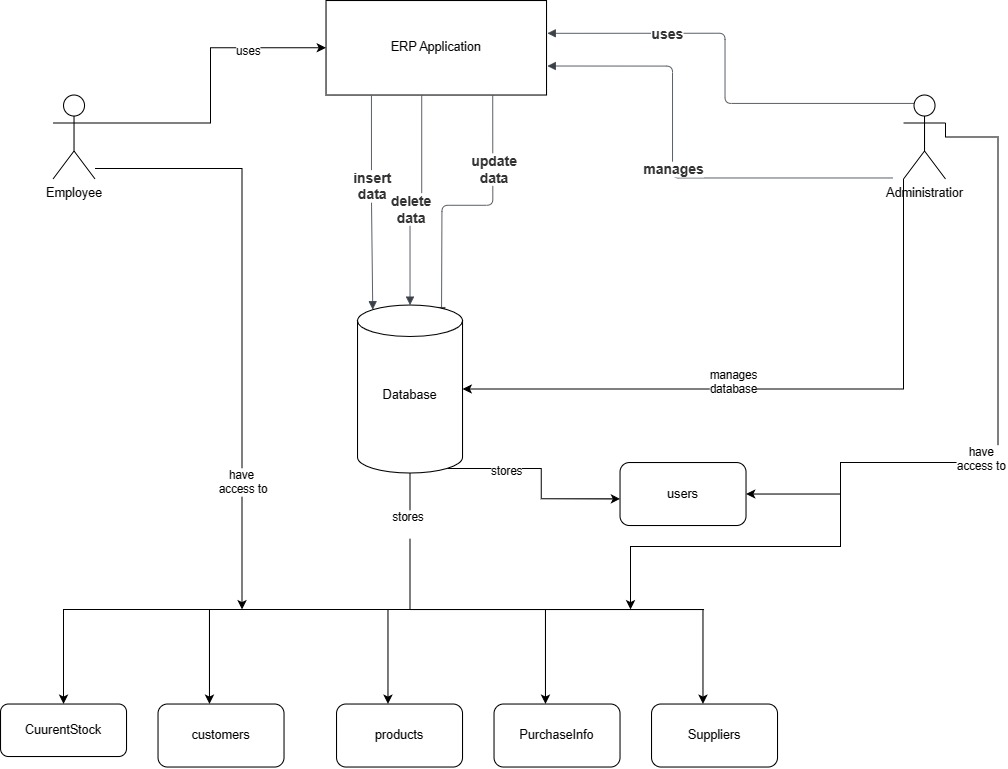 ERP Application
uses
uses
manages
Employee
Administratior
insert
data
delete
data
update
data
Database
manages
database
have
access to
have
access to
stores
users
stores
CuurentStock
customers
products
PurchaseInfo
Suppliers